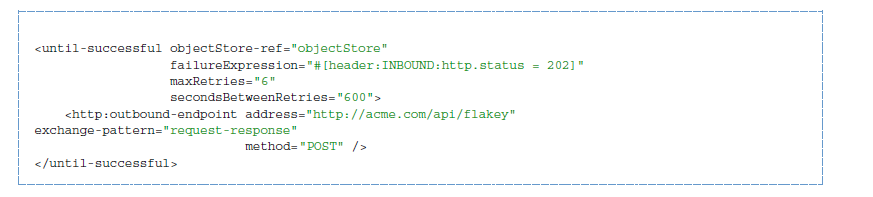 <until-successful objectStore-ref="objectStore"
failureExpression="#[header:INBOUND:http.status = 202]"
maxRetries="6"
secondsBetweenRetries="600">
<http:outbound-endpoint address="http://acme.com/api/flakey"
exchange-pattern="request-response"
method="POST" />
</until-successful>